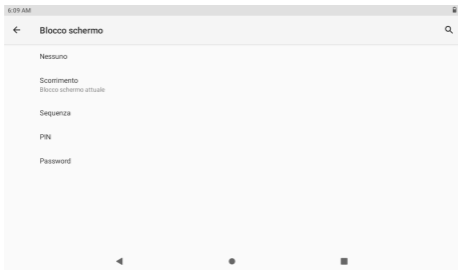 6:09 AM
Blocco schermo
Nessuno
Scorrimento
Blocco schermo attuale
Sequenza
PIN
Password